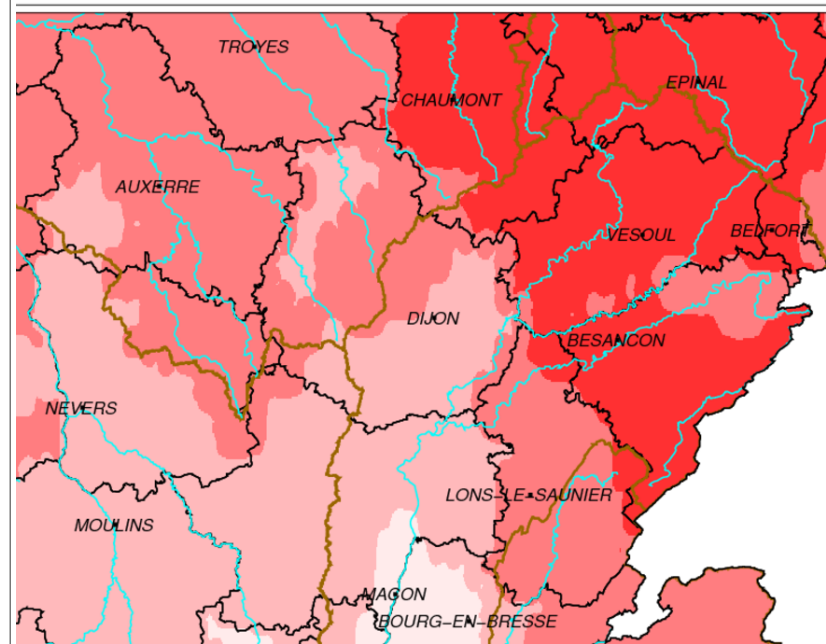 TROYES
EPINAL
CHAUMONT
AUXERRE
VESOUL
BELFORT
DIJON
BESANCON
NEVERS
LONS-LE-SAUNIER
MOULINS
MACON
BOURG-EN-BRESSE